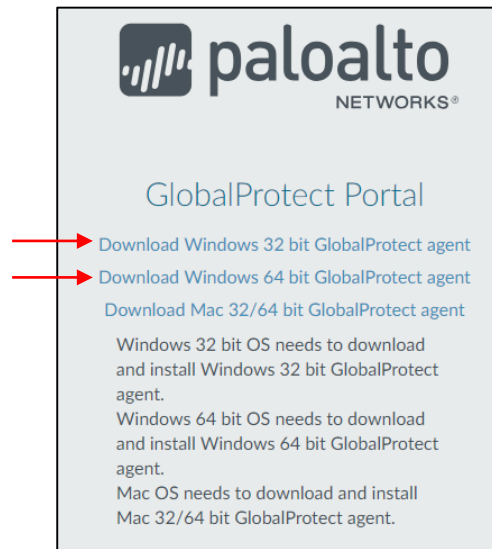 paloalto
NETWORKS®
GlobalProtect Portal
Download Windows 32 bit GlobalProtect agent
Download Windows 64 bit GlobalProtect agent
Download Mac 32/64 bit GlobalProtect agent
Windows 32 bit OS needs to download
and install Windows 32 bit GlobalProtect
agent.
Windows 64 bit OS needs to download
and install Windows 64 bit GlobalProtect
agent.
Mac OS needs to download and install
Mac 32/64 bit GlobalProtect agent.